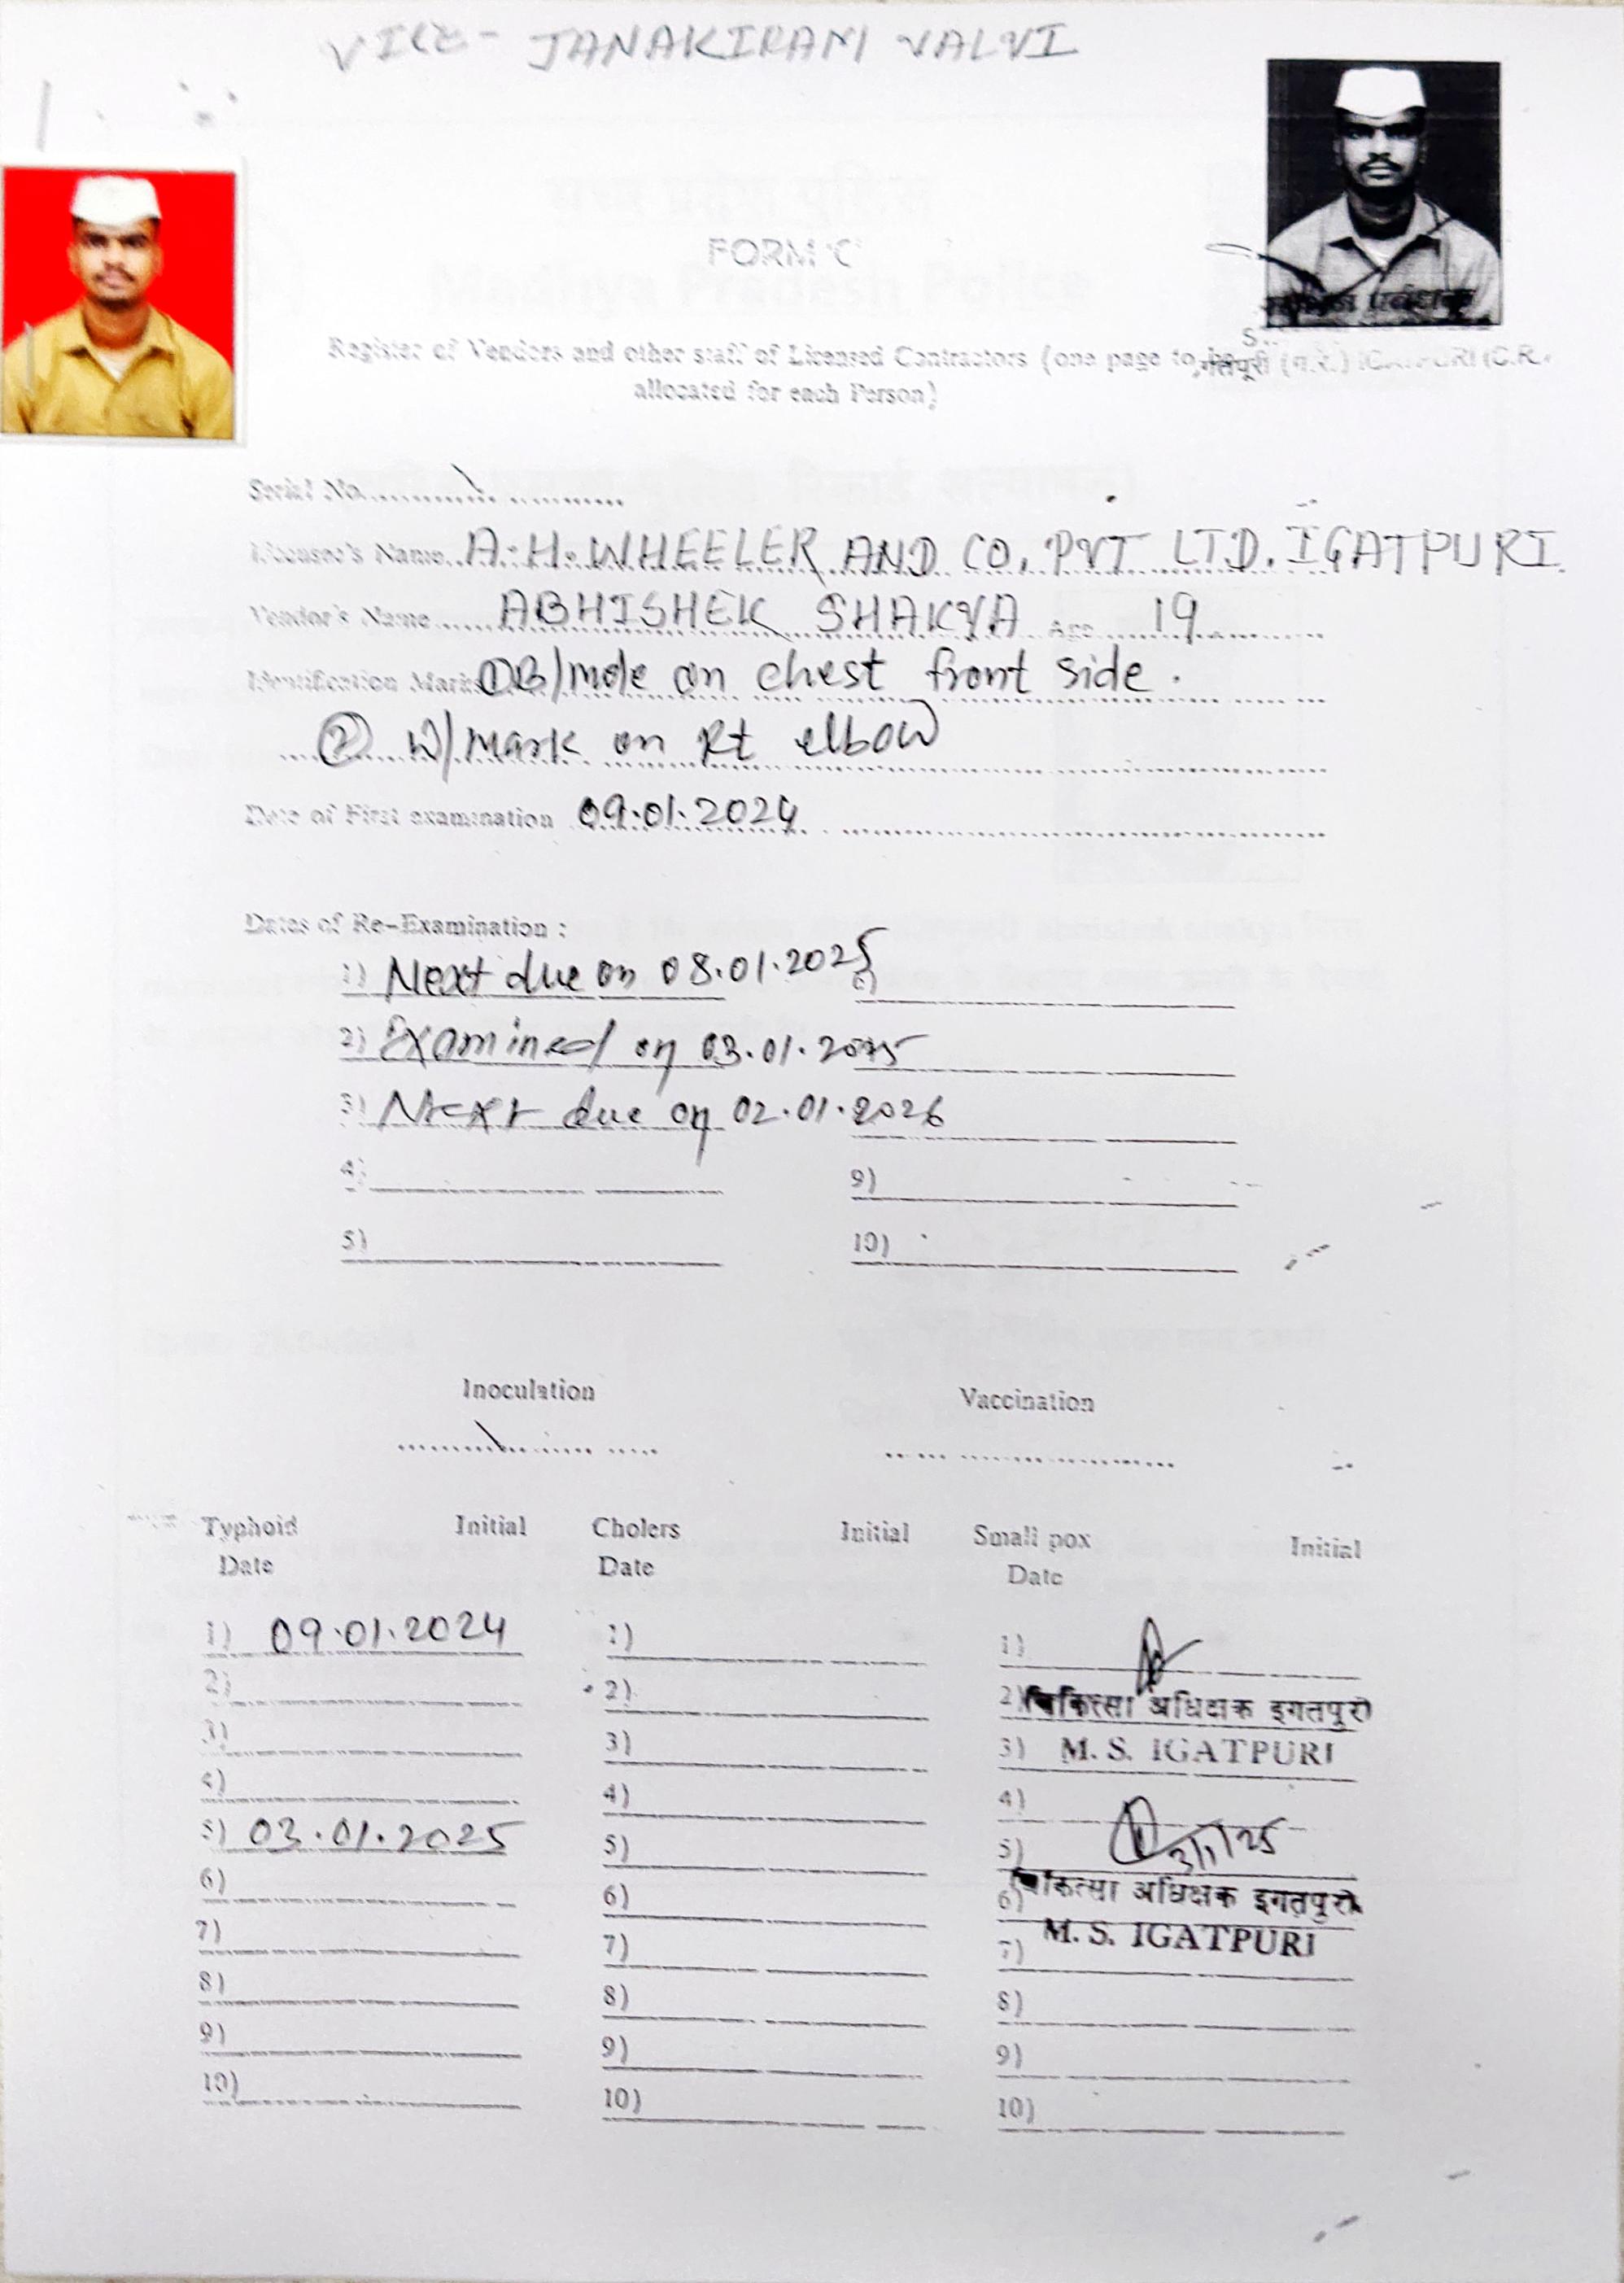 VICE - JANAKIRAM VALVI
FORM 'C'
Register of Vendors and other staff of Licensed Contractors (one page to be
allocated for each Person)
इगतपुरी (म.रे.) IGATPURI (C.R.)
Serial No.
Licensee's Name A. H. WHEELER AND CO, PVT LTD. IGATPURI.
Vendor's Name ABHISHEK SHAKYA Age 19
Identification Marks ① B/mole on chest front side.
② W/mark on Rt elbow
Date of First examination 09.01.2024
Dates of Re-Examination :
1) Next due on 08.01.2025
2) Examined on 03.01.2025
3) Next due on 02.01.2026
4) 9)
5) 10)
Inoculation Vaccination
Typhoid Initial Cholers Initial Small pox Initial
Date Date Date
1) 09.01.2024 1) 1)
2) 2) 2) चिकित्सा अधिक्षक इगतपुरी
3) 3) 3) M. S. IGATPURI
4) 4) 4)
5) 03.01.2025 5) 5) 3/1/25
6) 6) 6) चिकित्सा अधिक्षक इगतपुरी
7) 7) 7) M. S. IGATPURI
8) 8) 8)
9) 9) 9)
10) 10) 10)